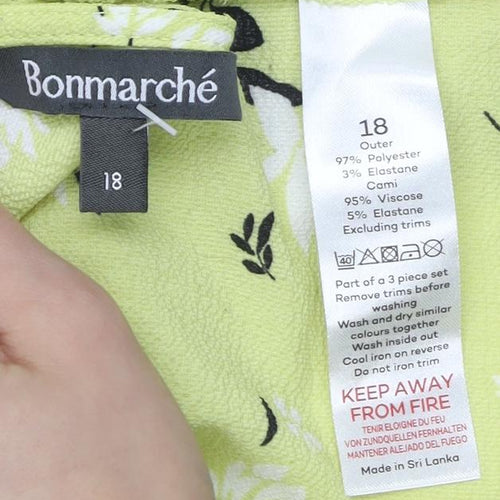 Bonmarché
18
18
Outer
97% Polyester
3% Elastane
Cami
95% Viscose
5% Elastane
Excluding trims
40
Part of a 3 piece set
Remove trims before
washing
Wash and dry similar
colours together
Wash inside out
Cool iron on reverse
Do not iron trim
KEEP AWAY
FROM FIRE
TENIR ELOIGNE DU FEU
VON ZUNDQUELLEN FERNHALTEN
MANTENER ALEJADO DEL FUEGO
Made in Sri Lanka